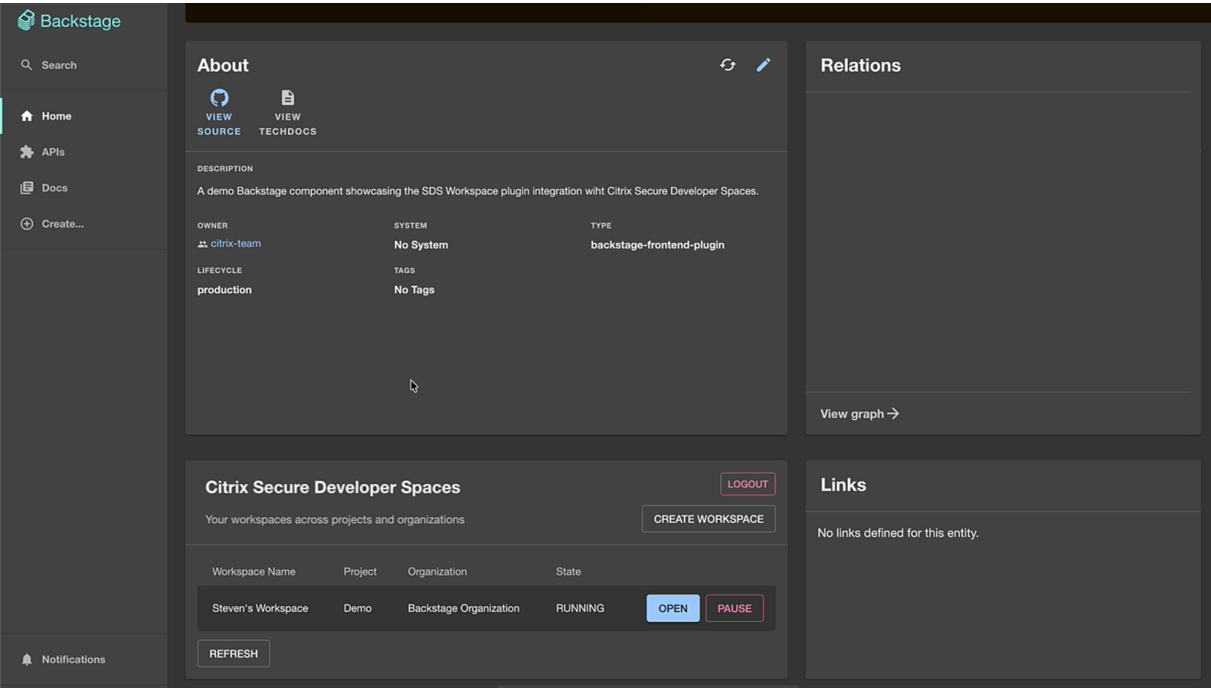 Backstage
Search
Home
APIs
Docs
Create...
Notifications
About
VIEW SOURCE
VIEW TECHDOCS
DESCRIPTION
A demo Backstage component showcasing the SDS Workspace plugin integration wiht Citrix Secure Developer Spaces.
OWNER SYSTEM TYPE
citrix-team No System backstage-frontend-plugin
LIFECYCLE TAGS
production No Tags
Relations
View graph
Citrix Secure Developer Spaces
LOGOUT
Your workspaces across projects and organizations
CREATE WORKSPACE
Workspace Name Project Organization State
Steven's Workspace Demo Backstage Organization RUNNING OPEN PAUSE
REFRESH
Links
No links defined for this entity.